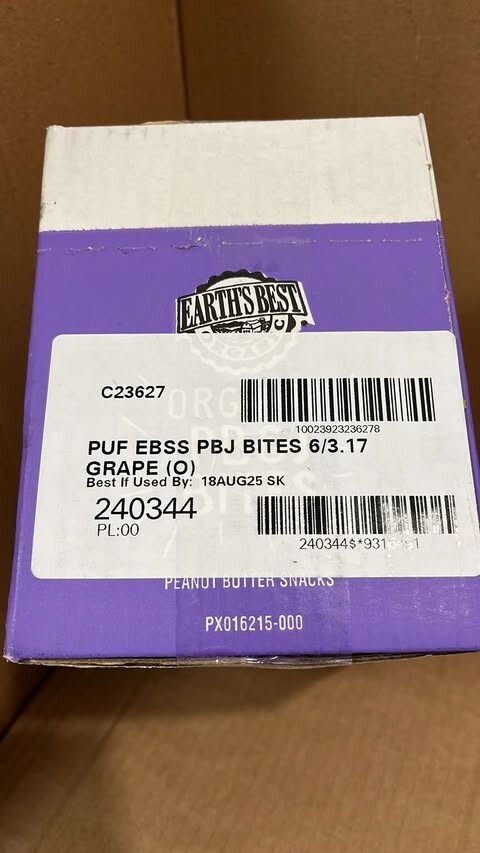 EARTH'S BEST
ORGANIC
C23627
10023923236278
PUF EBSS PBJ BITES 6/3.17
GRAPE (O)
Best If Used By: 18AUG25 SK
240344
PL:00
PEANUT BUTTER SNACKS
PX016215-000